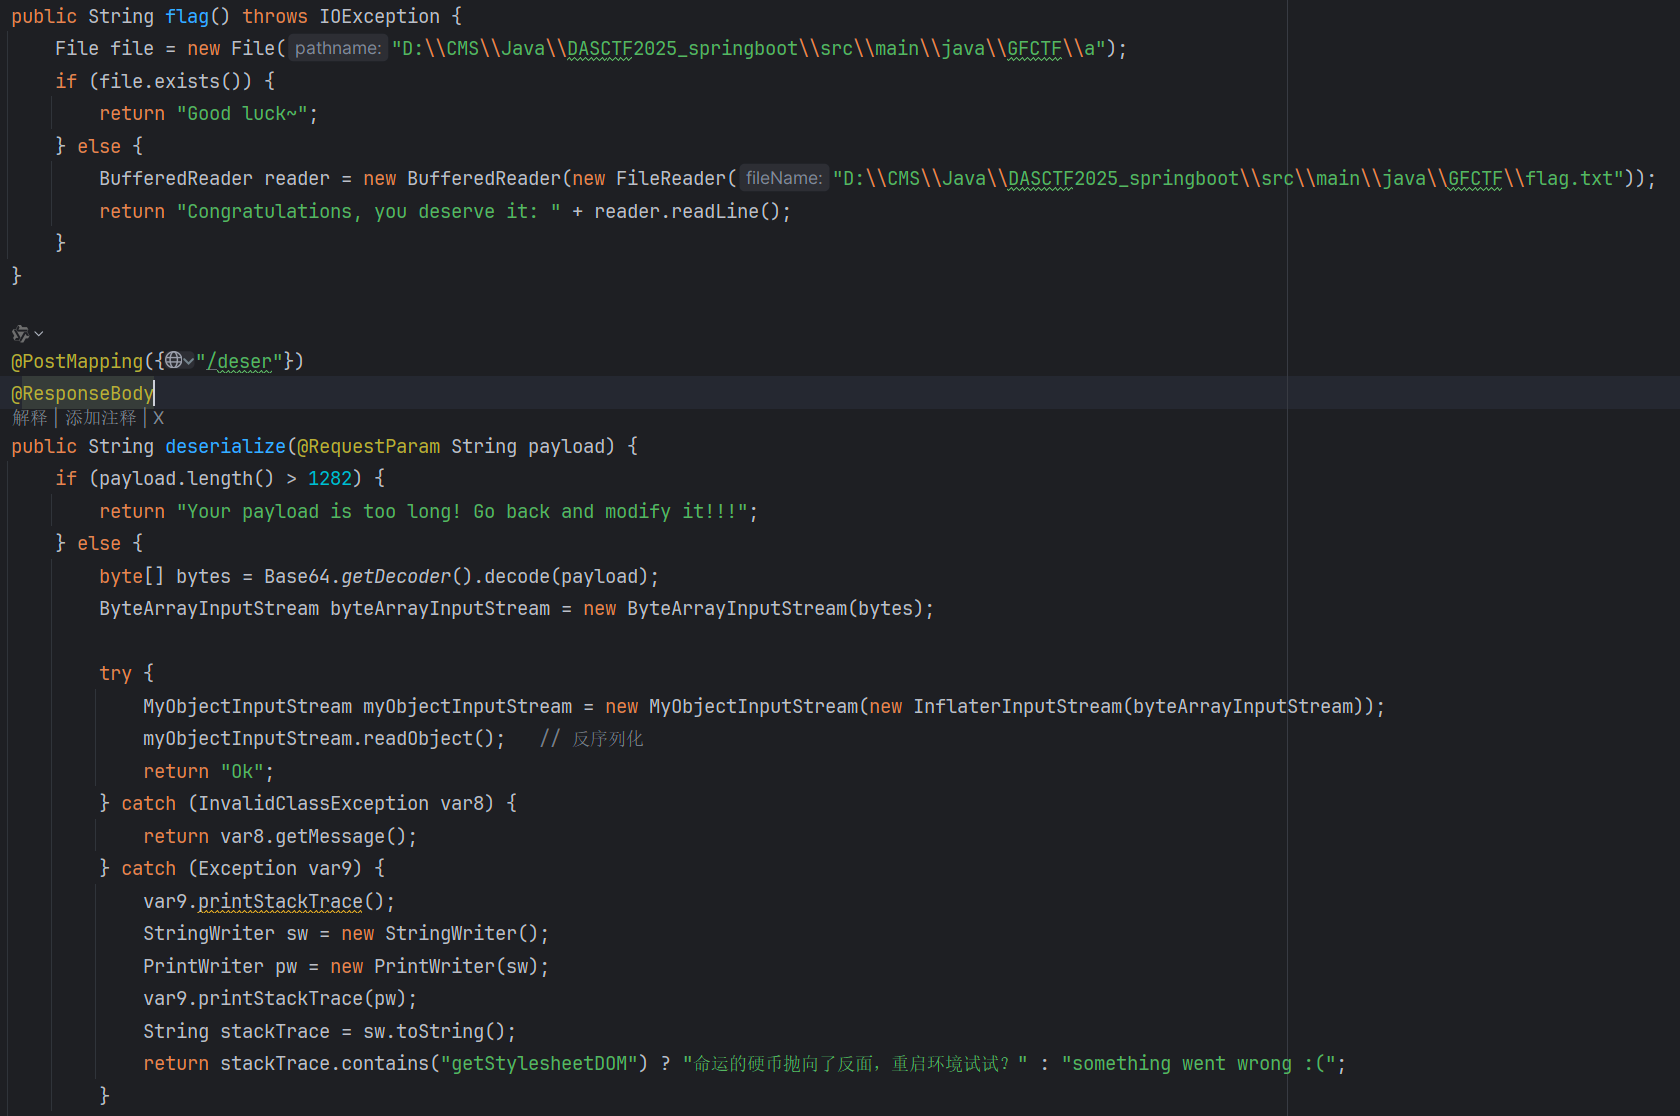 public String flag() throws IOException {
File file = new File( pathname: "D:\\CMS\\Java\\DASCTF2025_springboot\\src\\main\\java\\GFCTF\\a");
if (file.exists()) {
return "Good luck~";
} else {
BufferedReader reader = new BufferedReader(new FileReader( fileName: "D:\\CMS\\Java\\DASCTF2025_springboot\\src\\main\\java\\GFCTF\\flag.txt"));
return "Congratulations, you deserve it: " + reader.readLine();
}
}
@PostMapping({"/deser"})
@ResponseBody
解释 | 添加注释 | X
public String deserialize(@RequestParam String payload) {
if (payload.length() > 1282) {
return "Your payload is too long! Go back and modify it!!!";
} else {
byte[] bytes = Base64.getDecoder().decode(payload);
ByteArrayInputStream byteArrayInputStream = new ByteArrayInputStream(bytes);
try {
MyObjectInputStream myObjectInputStream = new MyObjectInputStream(new InflaterInputStream(byteArrayInputStream));
myObjectInputStream.readObject(); // 反序列化
return "Ok";
} catch (InvalidClassException var8) {
return var8.getMessage();
} catch (Exception var9) {
var9.printStackTrace();
StringWriter sw = new StringWriter();
PrintWriter pw = new PrintWriter(sw);
var9.printStackTrace(pw);
String stackTrace = sw.toString();
return stackTrace.contains("getStylesheetDOM") ? "命运的硬币抛向了反面，重启环境试试？" : "something went wrong :(";
}